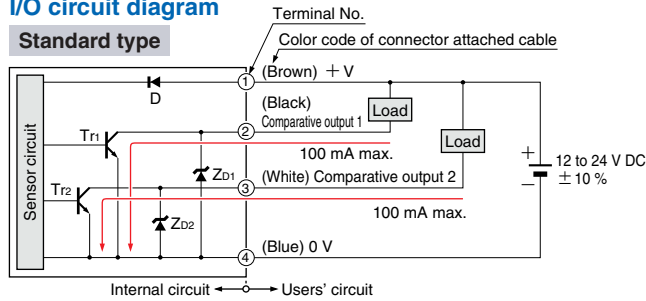 I/O circuit diagram
Standard type
Terminal No.
Color code of connector attached cable
1 (Brown) +V
D
(Black)
Comparative output 1
2
Load
Tr1
100 mA max.
Load
Sensor circuit
ZD1
3 (White) Comparative output 2
Tr2
+
−
12 to 24 V DC
± 10 %
ZD2
100 mA max.
4 (Blue) 0 V
Internal circuit
Users' circuit